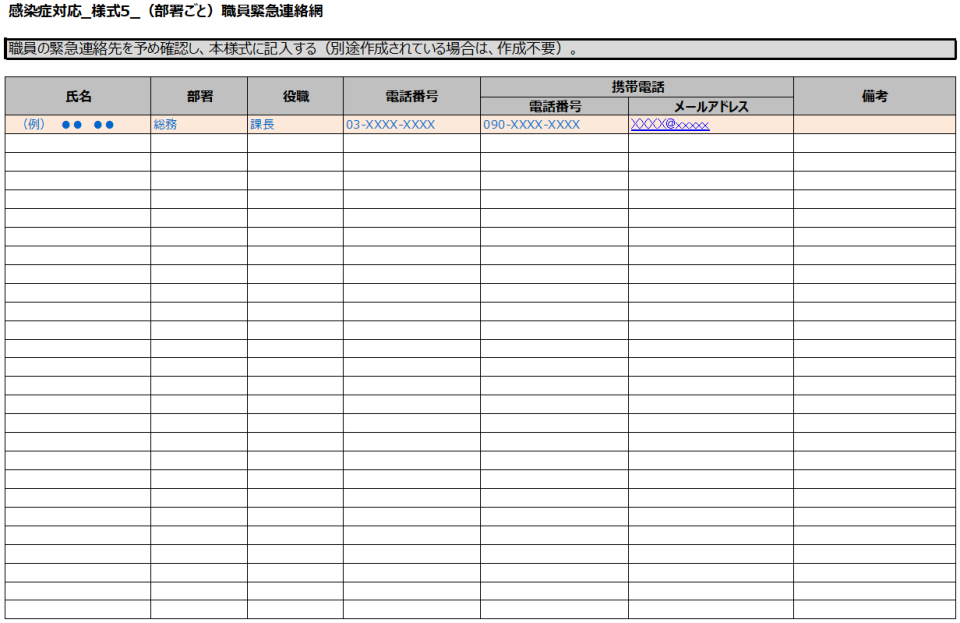 感染症対応_様式5_（部署ごと）職員緊急連絡網
職員の緊急連絡先を予め確認し、本様式に記入する（別途作成されている場合は、作成不要）。
氏名 部署 役職 電話番号 携帯電話 備考
電話番号 メールアドレス
（例） ●● ●● 総務 課長 03-XXXX-XXXX 090-XXXX-XXXX XXXX@xxxxx